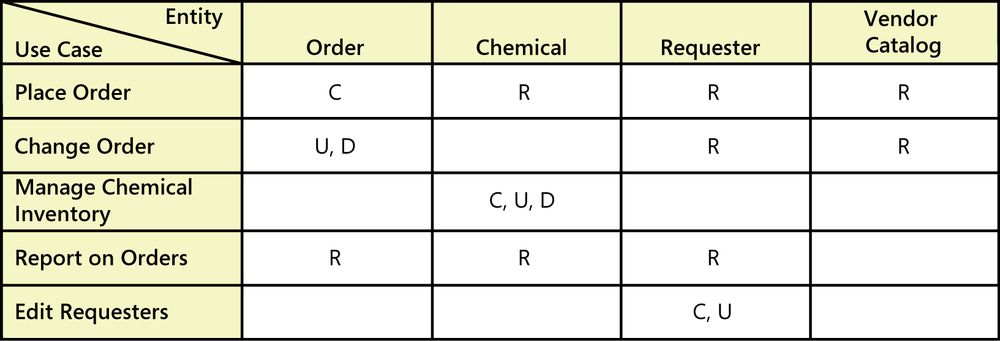 Entity
Use Case
Order
Chemical
Requester
Vendor
Catalog
Place Order
C
R
R
R
Change Order
U, D
R
R
Manage Chemical
Inventory
C, U, D
Report on Orders
R
R
R
Edit Requesters
C, U